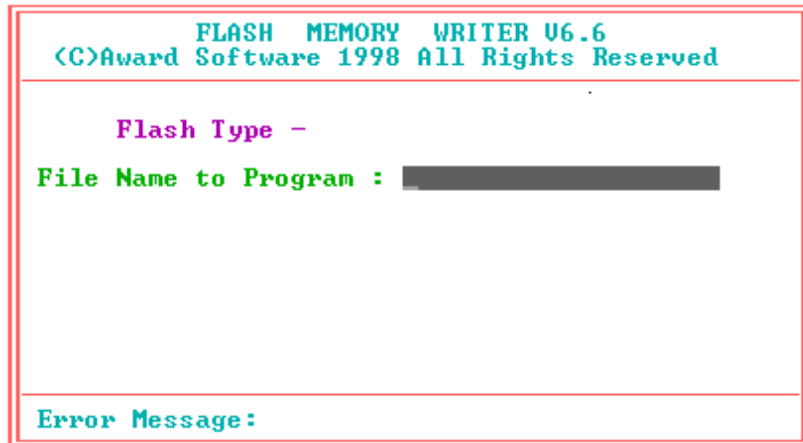 FLASH MEMORY WRITER V6.6
(C)Award Software 1998 All Rights Reserved
Flash Type -
File Name to Program :
Error Message: